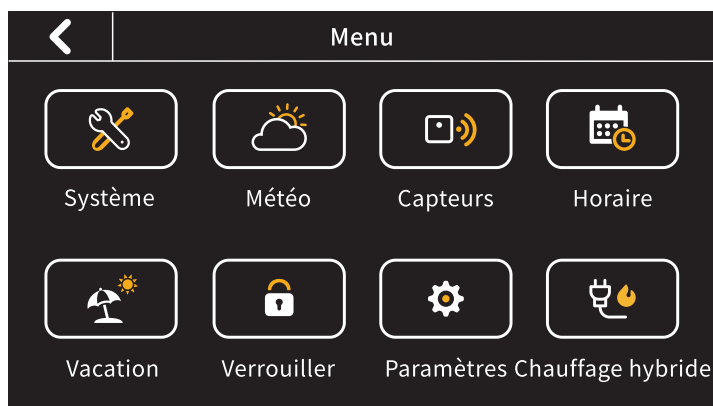 Menu
Système Météo Capteurs Horaire
Vacation Verrouiller Paramètres Chauffage hybride